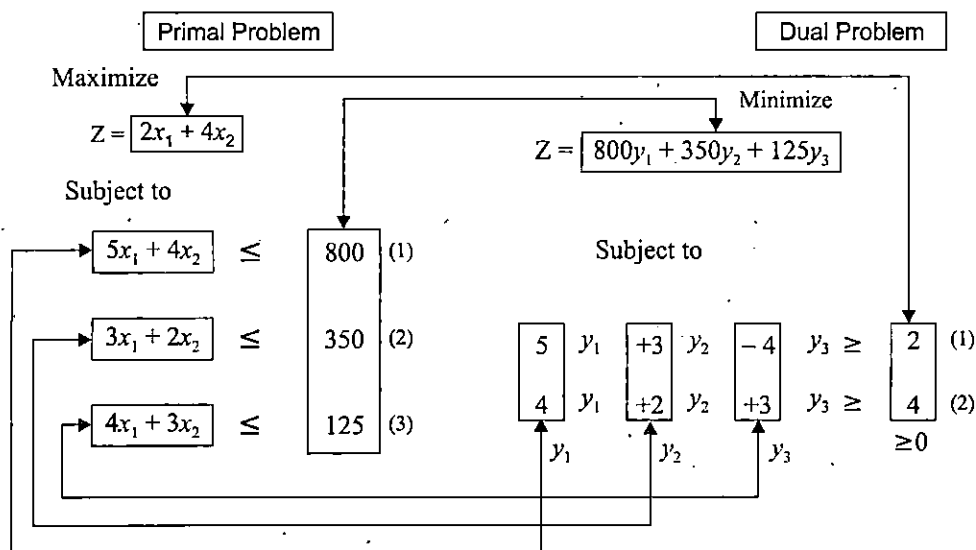 Primal Problem
Dual Problem
Maximize
Z = 2x₁ + 4x₂
Minimize
Z = 800y₁ + 350y₂ + 125y₃
Subject to
5x₁ + 4x₂ ≤ 800 (1)
3x₁ + 2x₂ ≤ 350 (2)
4x₁ + 3x₂ ≤ 125 (3)
Subject to
5 y₁ +3 y₂ – 4 y₃ ≥ 2 (1)
4 y₁ +2 y₂ +3 y₃ ≥ 4 (2)
y₁ y₂ y₃ ≥0